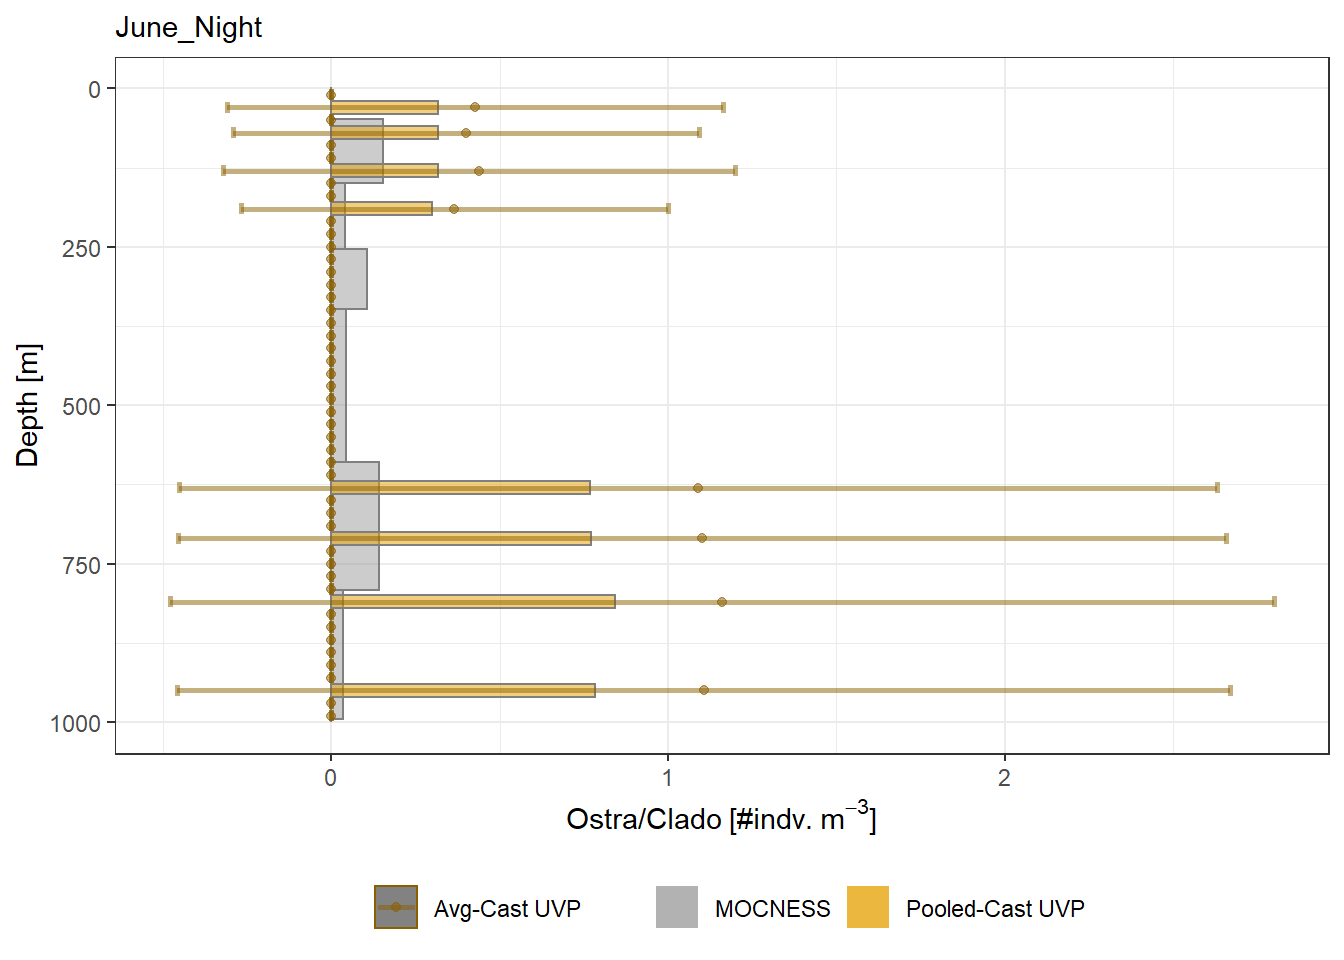 June_Night
0
250
500
750
1000
Depth [m]
0 1 2
Ostra/Clado [#indv. m⁻³]
Avg-Cast UVP MOCNESS Pooled-Cast UVP